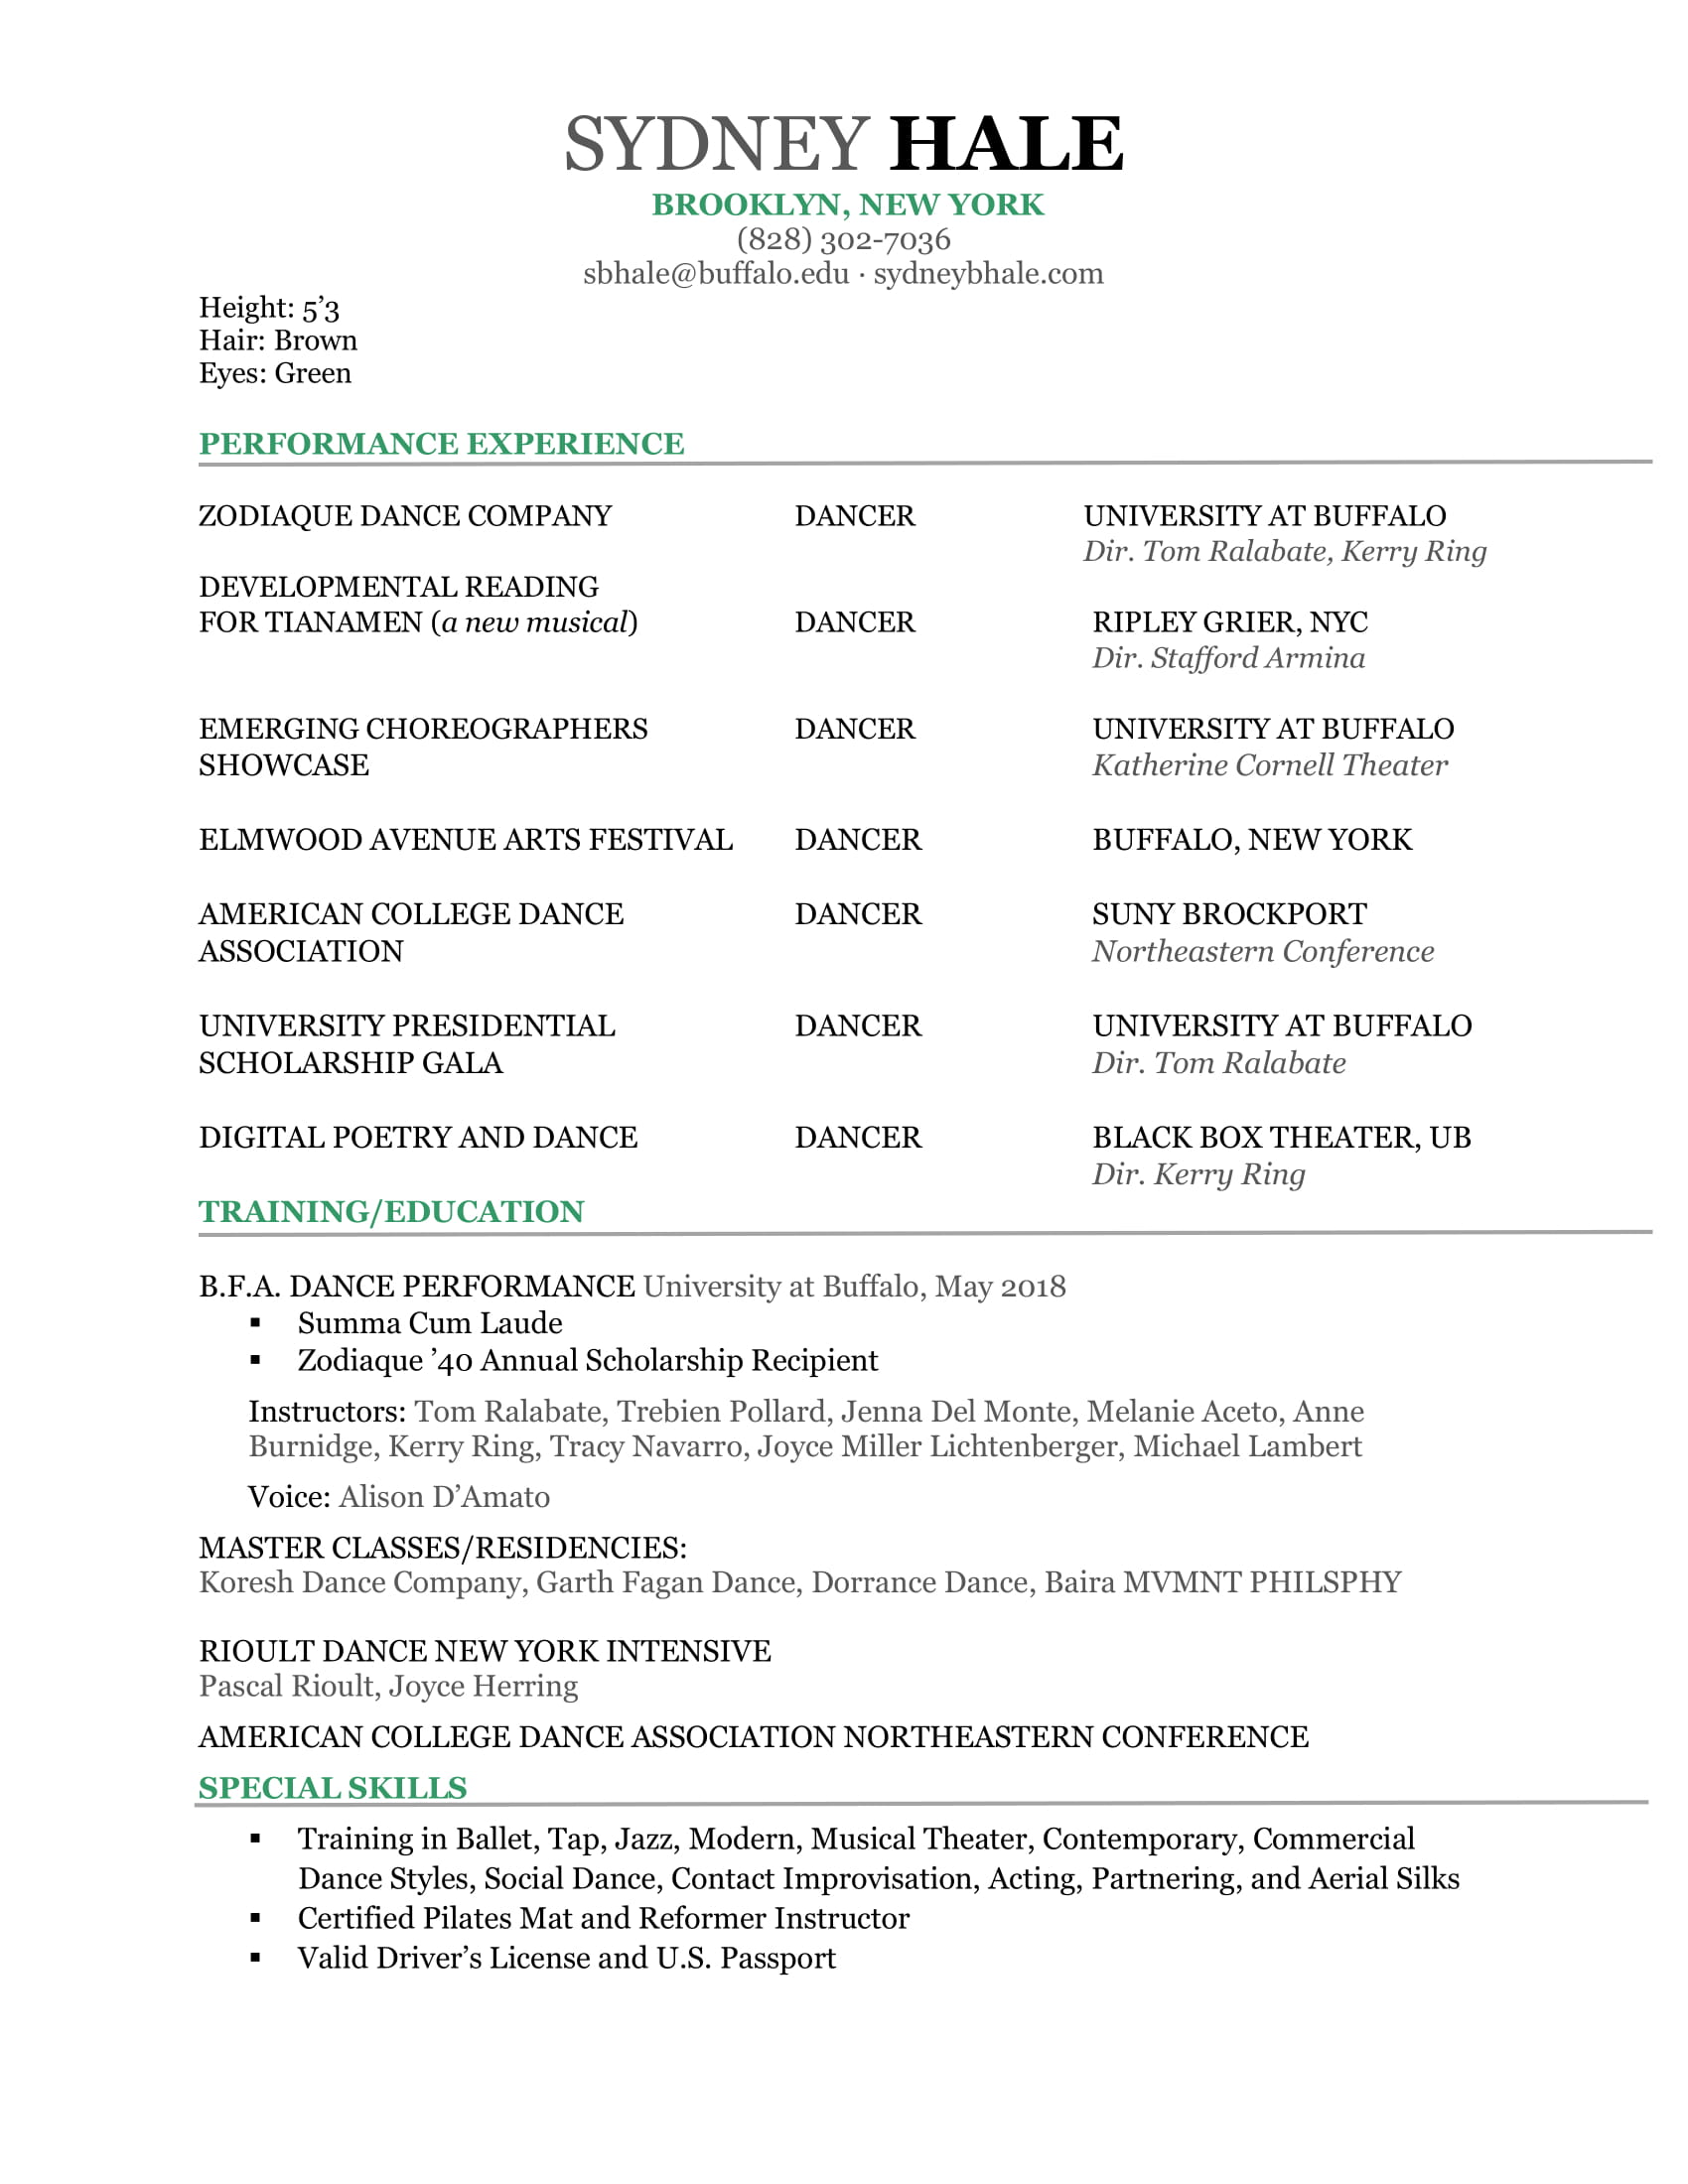 SYDNEY HALE
BROOKLYN, NEW YORK
(828) 302-7036
sbhale@buffalo.edu · sydneybhale.com
Height: 5’3
Hair: Brown
Eyes: Green
PERFORMANCE EXPERIENCE
ZODIAQUE DANCE COMPANY DANCER UNIVERSITY AT BUFFALO
Dir. Tom Ralabate, Kerry Ring
DEVELOPMENTAL READING
FOR TIANAMEN (a new musical) DANCER RIPLEY GRIER, NYC
Dir. Stafford Armina
EMERGING CHOREOGRAPHERS DANCER UNIVERSITY AT BUFFALO
SHOWCASE Katherine Cornell Theater
ELMWOOD AVENUE ARTS FESTIVAL DANCER BUFFALO, NEW YORK
AMERICAN COLLEGE DANCE DANCER SUNY BROCKPORT
ASSOCIATION Northeastern Conference
UNIVERSITY PRESIDENTIAL DANCER UNIVERSITY AT BUFFALO
SCHOLARSHIP GALA Dir. Tom Ralabate
DIGITAL POETRY AND DANCE DANCER BLACK BOX THEATER, UB
Dir. Kerry Ring
TRAINING/EDUCATION
B.F.A. DANCE PERFORMANCE University at Buffalo, May 2018
▪ Summa Cum Laude
▪ Zodiaque ’40 Annual Scholarship Recipient
Instructors: Tom Ralabate, Trebien Pollard, Jenna Del Monte, Melanie Aceto, Anne
Burnidge, Kerry Ring, Tracy Navarro, Joyce Miller Lichtenberger, Michael Lambert
Voice: Alison D’Amato
MASTER CLASSES/RESIDENCIES:
Koresh Dance Company, Garth Fagan Dance, Dorrance Dance, Baira MVMNT PHILSPHY
RIOULT DANCE NEW YORK INTENSIVE
Pascal Rioult, Joyce Herring
AMERICAN COLLEGE DANCE ASSOCIATION NORTHEASTERN CONFERENCE
SPECIAL SKILLS
▪ Training in Ballet, Tap, Jazz, Modern, Musical Theater, Contemporary, Commercial
Dance Styles, Social Dance, Contact Improvisation, Acting, Partnering, and Aerial Silks
▪ Certified Pilates Mat and Reformer Instructor
▪ Valid Driver’s License and U.S. Passport